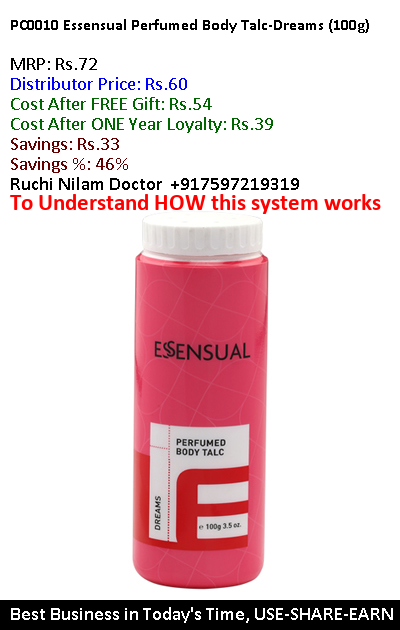 PC0010 Essensual Perfumed Body Talc-Dreams (100g)
MRP: Rs.72
Distributor Price: Rs.60
Cost After FREE Gift: Rs.54
Cost After ONE Year Loyalty: Rs.39
Savings: Rs.33
Savings %: 46%
Ruchi Nilam Doctor +917597219319
To Understand HOW this system works
ESSENSUAL
PERFUMED
BODY TALC
DREAMS
e 100g 3.5 oz.
Best Business in Today's Time, USE-SHARE-EARN